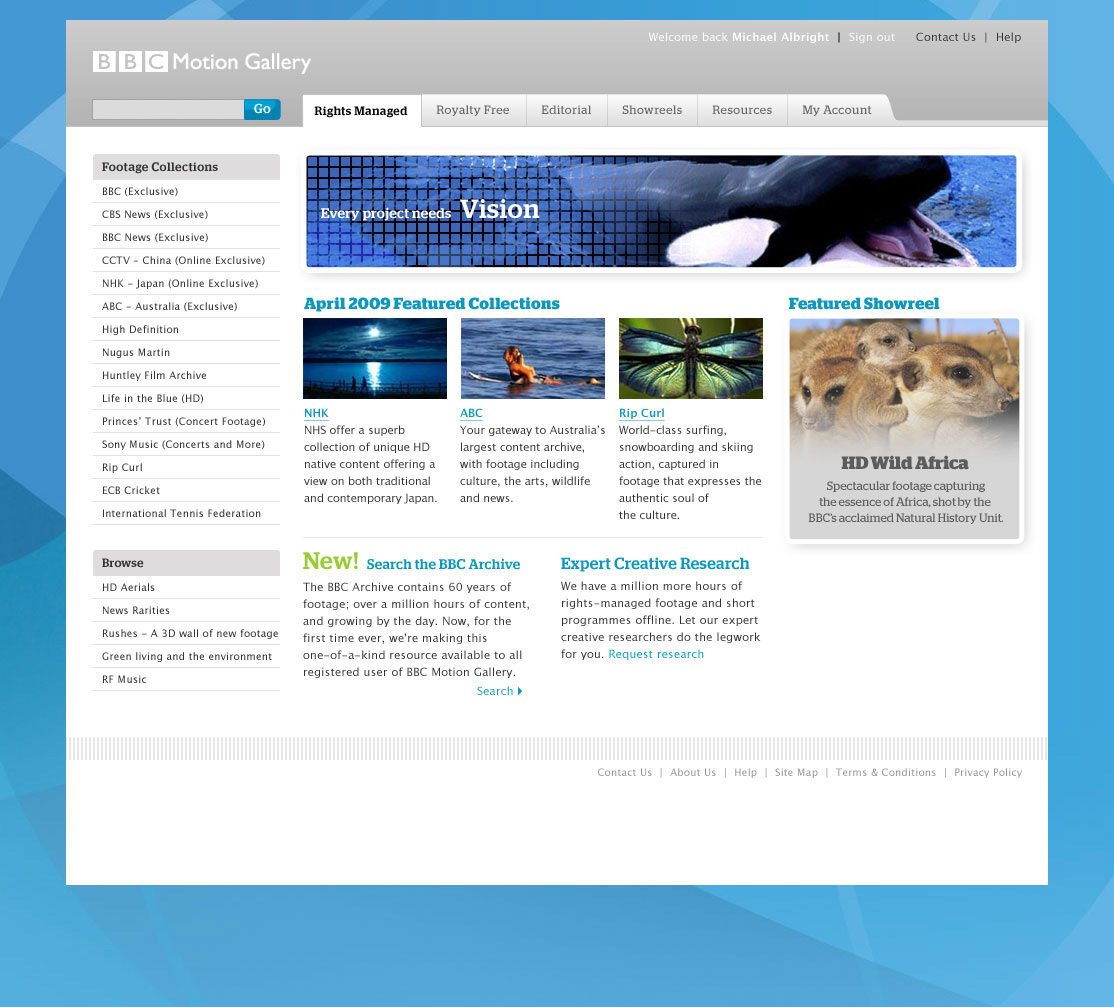 Welcome back Michael Albright | Sign out Contact Us | Help
BBC Motion Gallery
Go
Rights Managed Royalty Free Editorial Showreels Resources My Account
Footage Collections
BBC (Exclusive)
CBS News (Exclusive)
BBC News (Exclusive)
CCTV - China (Online Exclusive)
NHK - Japan (Online Exclusive)
ABC - Australia (Exclusive)
High Definition
Nugus Martin
Huntley Film Archive
Life in the Blue (HD)
Princes' Trust (Concert Footage)
Sony Music (Concerts and More)
Rip Curl
ECB Cricket
International Tennis Federation
Browse
HD Aerials
News Rarities
Rushes - A 3D wall of new footage
Green living and the environment
RF Music
Every project needs Vision
April 2009 Featured Collections
NHK
NHS offer a superb
collection of unique HD
native content offering a
view on both traditional
and contemporary Japan.
ABC
Your gateway to Australia's
largest content archive,
with footage including
culture, the arts, wildlife
and news.
Rip Curl
World-class surfing,
snowboarding and skiing
action, captured in
footage that expresses the
authentic soul of
the culture.
Featured Showreel
HD Wild Africa
Spectacular footage capturing
the essence of Africa, shot by the
BBC's acclaimed Natural History Unit.
New! Search the BBC Archive
The BBC Archive contains 60 years of
footage; over a million hours of content,
and growing by the day. Now, for the
first time ever, we're making this
one-of-a-kind resource available to all
registered user of BBC Motion Gallery.
Search
Expert Creative Research
We have a million more hours of
rights-managed footage and short
programmes offline. Let our expert
creative researchers do the legwork
for you. Request research
Contact Us | About Us | Help | Site Map | Terms & Conditions | Privacy Policy